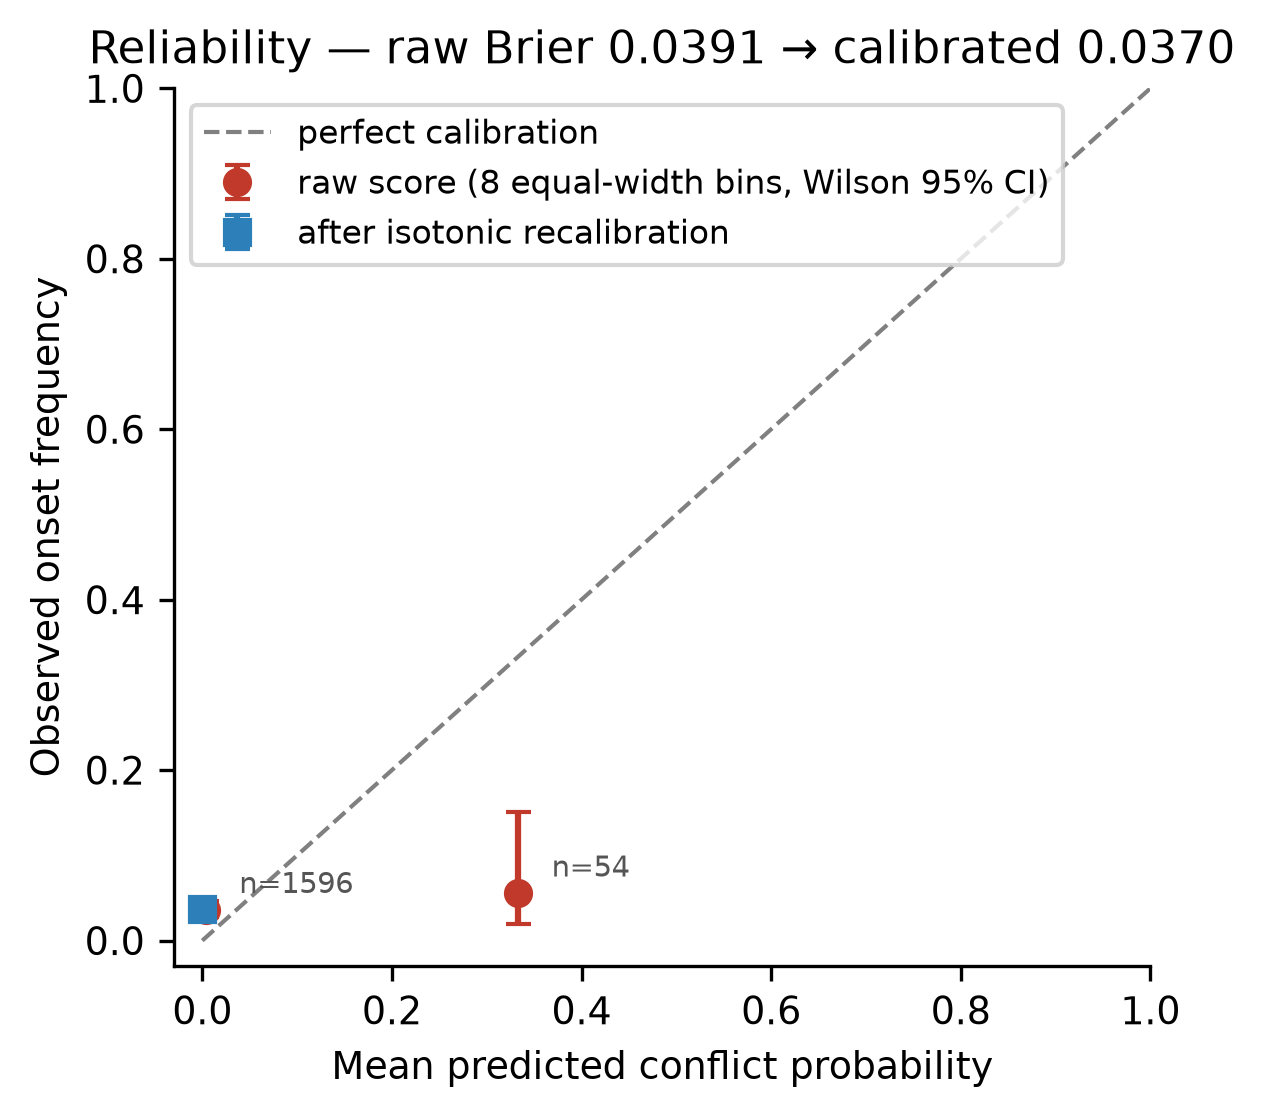 Reliability — raw Brier 0.0391 → calibrated 0.0370
perfect calibration
raw score (8 equal-width bins, Wilson 95% CI)
after isotonic recalibration
Observed onset frequency
1.0
0.8
0.6
0.4
0.2
0.0
n=1596
n=54
0.0 0.2 0.4 0.6 0.8 1.0
Mean predicted conflict probability